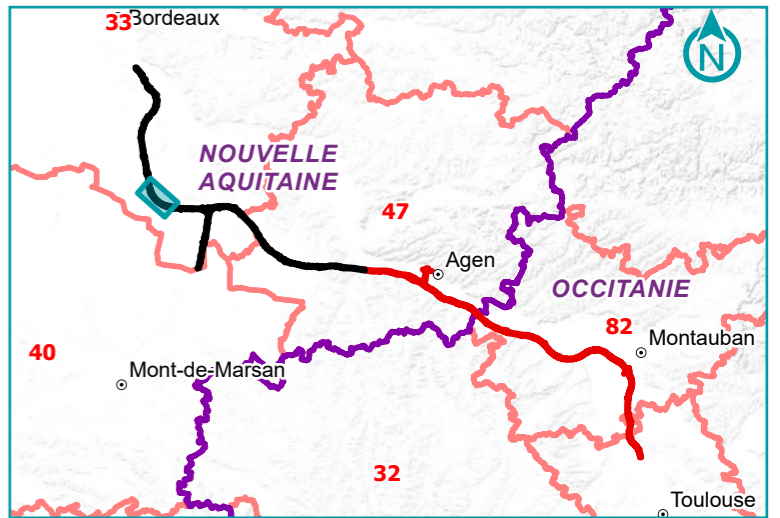 33
Bordeaux
N
NOUVELLE
AQUITAINE
47
Agen
OCCITANIE
82
Montauban
40
Mont-de-Marsan
32
Toulouse